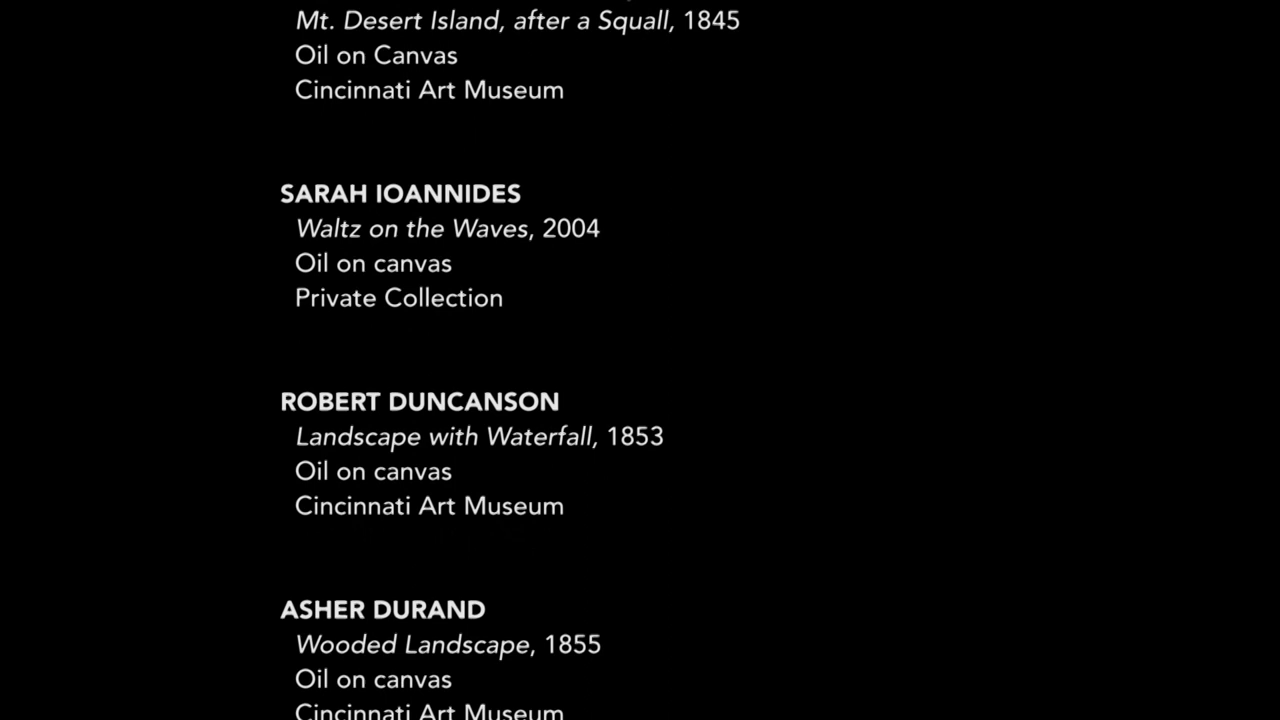 Mt. Desert Island, after a Squall, 1845
Oil on Canvas
Cincinnati Art Museum
SARAH IOANNIDES
Waltz on the Waves, 2004
Oil on canvas
Private Collection
ROBERT DUNCANSON
Landscape with Waterfall, 1853
Oil on canvas
Cincinnati Art Museum
ASHER DURAND
Wooded Landscape, 1855
Oil on canvas
Cincinnati Art Museum